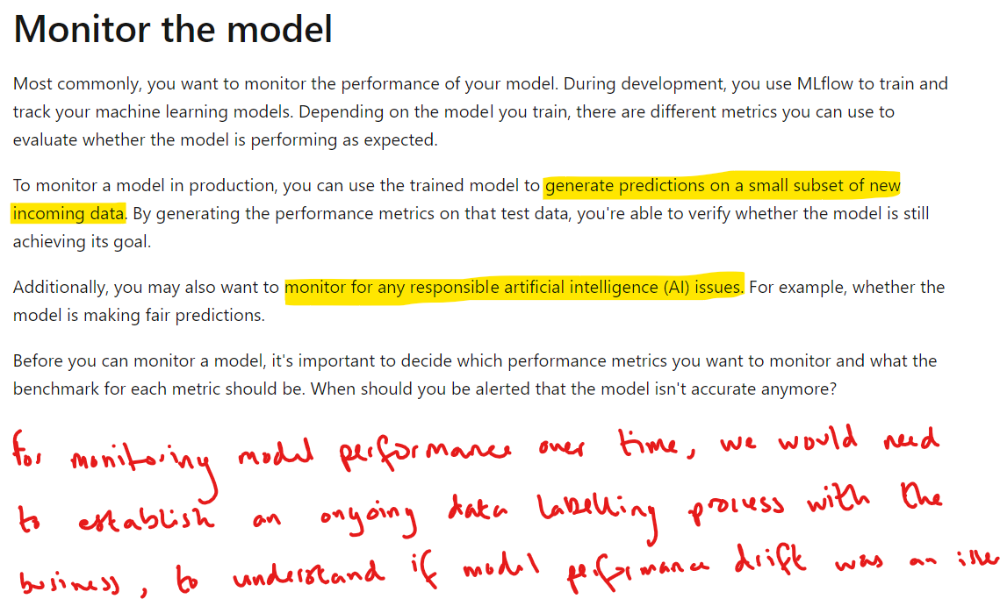 Monitor the model
Most commonly, you want to monitor the performance of your model. During development, you use MLflow to train and
track your machine learning models. Depending on the model you train, there are different metrics you can use to
evaluate whether the model is performing as expected.
To monitor a model in production, you can use the trained model to generate predictions on a small subset of new
incoming data. By generating the performance metrics on that test data, you're able to verify whether the model is still
achieving its goal.
Additionally, you may also want to monitor for any responsible artificial intelligence (AI) issues. For example, whether the
model is making fair predictions.
Before you can monitor a model, it's important to decide which performance metrics you want to monitor and what the
benchmark for each metric should be. When should you be alerted that the model isn't accurate anymore?
for monitoring model performance over time, we would need
to establish an ongoing data labelling process with the
business, to understand if model performance drift was an